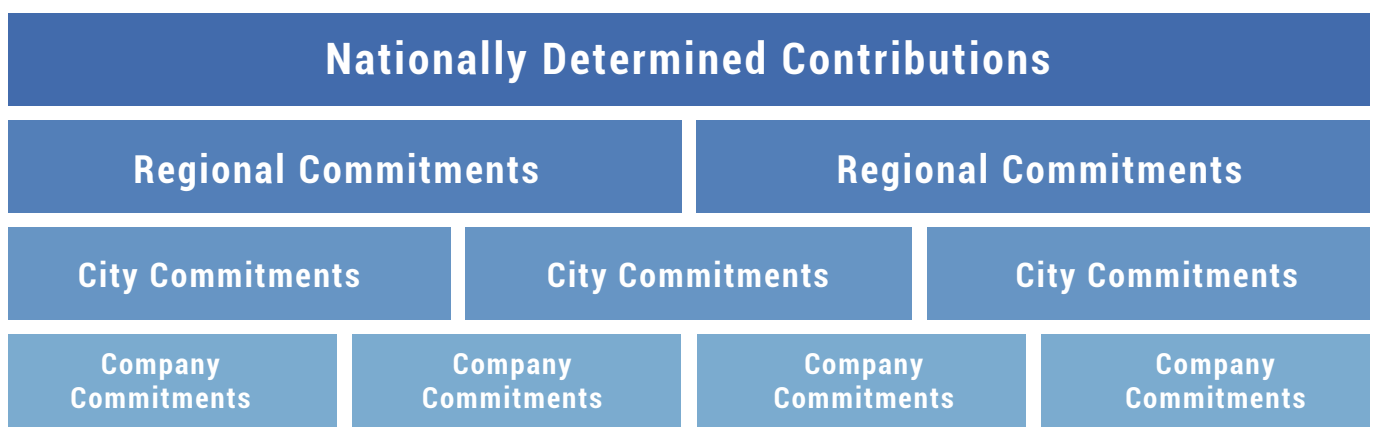 Nationally Determined Contributions
Regional Commitments
Regional Commitments
City Commitments
City Commitments
City Commitments
Company
Commitments
Company
Commitments
Company
Commitments
Company
Commitments